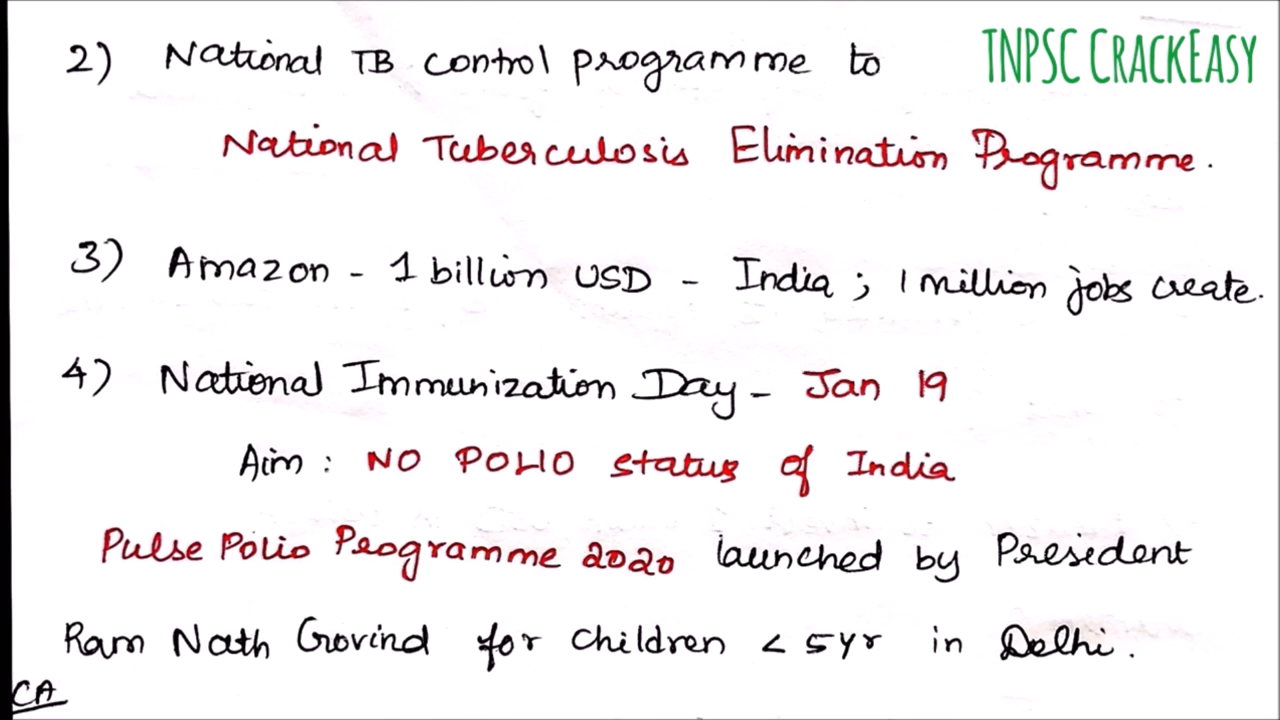 TNPSC CRACKEASY
2) National TB control programme to
National Tuberculosis Elimination Programme.
3) Amazon - 1 billion USD - India ; 1 million jobs create.
4) National Immunization Day - Jan 19
Aim : NO POLIO status of India
Pulse Polio Programme 2020 launched by President
Ram Nath Govind for children < 5yr in Delhi.
CA